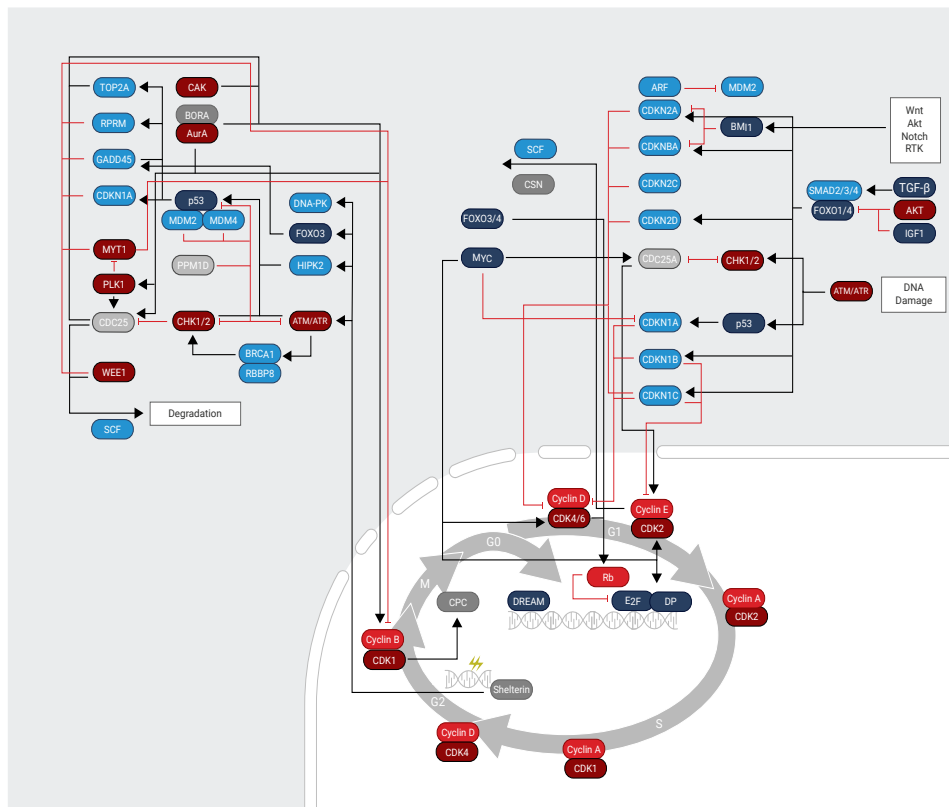 TOP2A
CAK
BORA
AurA
RPRM
GADD45
CDKN1A
p53
MDM2
MDM4
DNA-PK
FOXO3
HIPK2
MYT1
PPM1D
PLK1
CDC25
CHK1/2
ATM/ATR
BRCA1
RBBP8
WEE1
Degradation
SCF
ARF
MDM2
CDKN2A
BMI1
Wnt
Akt
Notch
RTK
SCF
CDKNBA
CSN
CDKN2C
SMAD2/3/4
TGF-β
FOXO1/4
AKT
IGF1
FOXO3/4
CDKN2D
MYC
CDC25A
CHK1/2
ATM/ATR
DNA
Damage
CDKN1A
p53
CDKN1B
CDKN1C
Cyclin D
CDK4/6
Cyclin E
CDK2
G1
G0
M
Rb
CPC
DREAM
E2F
DP
Cyclin A
CDK2
Cyclin B
CDK1
Shelterin
G2
S
Cyclin D
CDK4
Cyclin A
CDK1